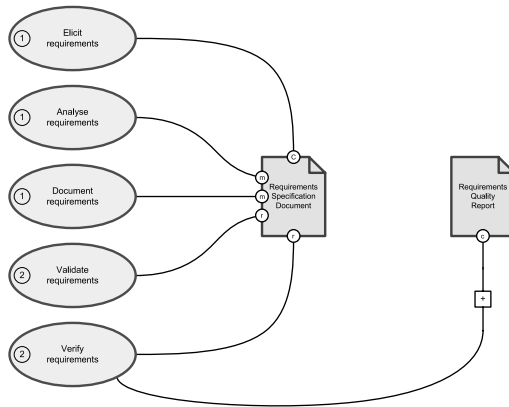 1
Elicit
requirements
1
Analyse
requirements
1
Document
requirements
2
Validate
requirements
2
Verify
requirements
C
m
m
r
r
Requirements
Specification
Document
Requirements
Quality
Report
c
+